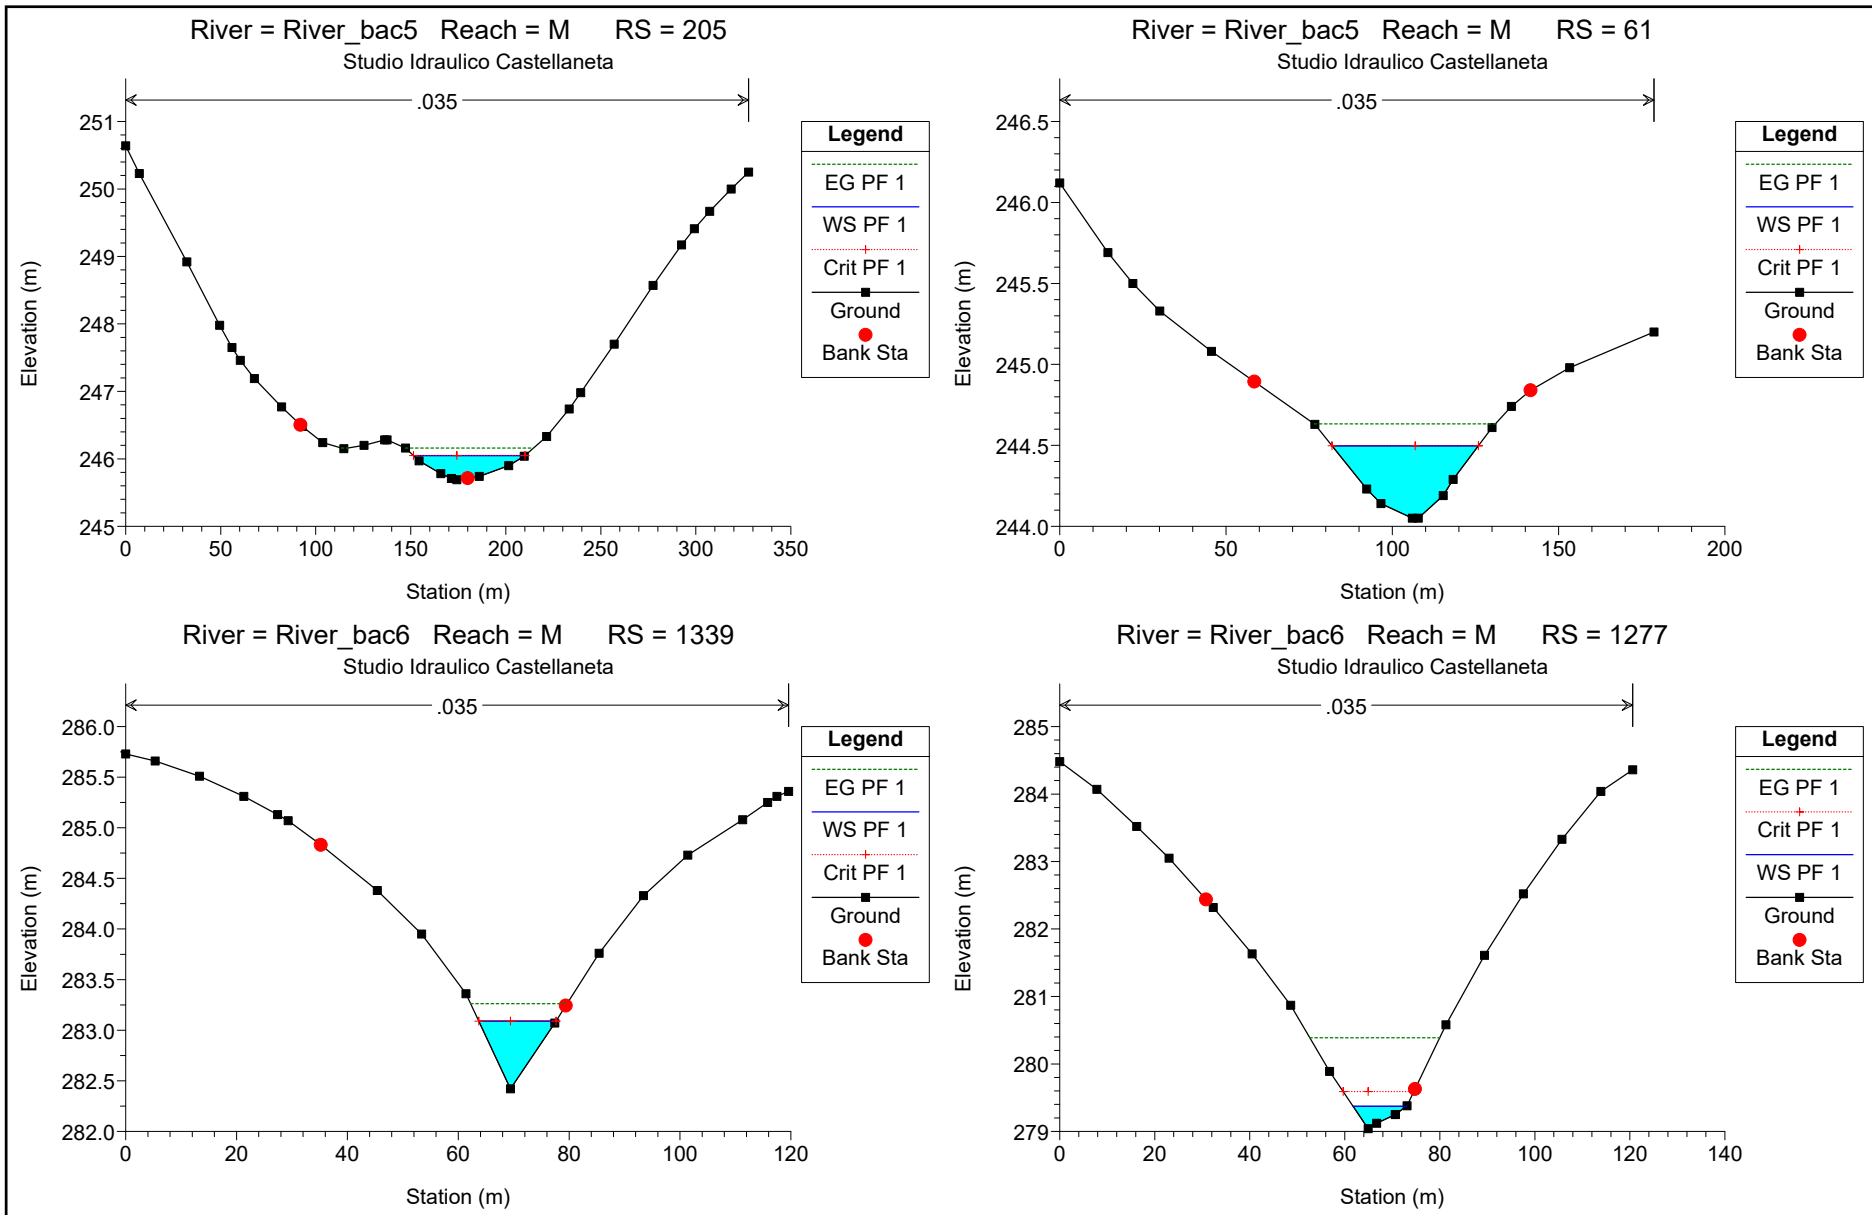 River = River_bac5 Reach = M RS = 205
Studio Idraulico Castellaneta
.035
251
250
249
248
247
246
245
0 50 100 150 200 250 300 350
Elevation (m)
Station (m)
Legend
EG PF 1
WS PF 1
Crit PF 1
Ground
Bank Sta
River = River_bac5 Reach = M RS = 61
Studio Idraulico Castellaneta
.035
246.5
246.0
245.5
245.0
244.5
244.0
0 50 100 150 200
Elevation (m)
Station (m)
Legend
EG PF 1
WS PF 1
Crit PF 1
Ground
Bank Sta
River = River_bac6 Reach = M RS = 1339
Studio Idraulico Castellaneta
.035
286.0
285.5
285.0
284.5
284.0
283.5
283.0
282.5
282.0
0 20 40 60 80 100 120
Elevation (m)
Station (m)
Legend
EG PF 1
WS PF 1
Crit PF 1
Ground
Bank Sta
River = River_bac6 Reach = M RS = 1277
Studio Idraulico Castellaneta
.035
285
284
283
282
281
280
279
0 20 40 60 80 100 120 140
Elevation (m)
Station (m)
Legend
EG PF 1
Crit PF 1
WS PF 1
Ground
Bank Sta